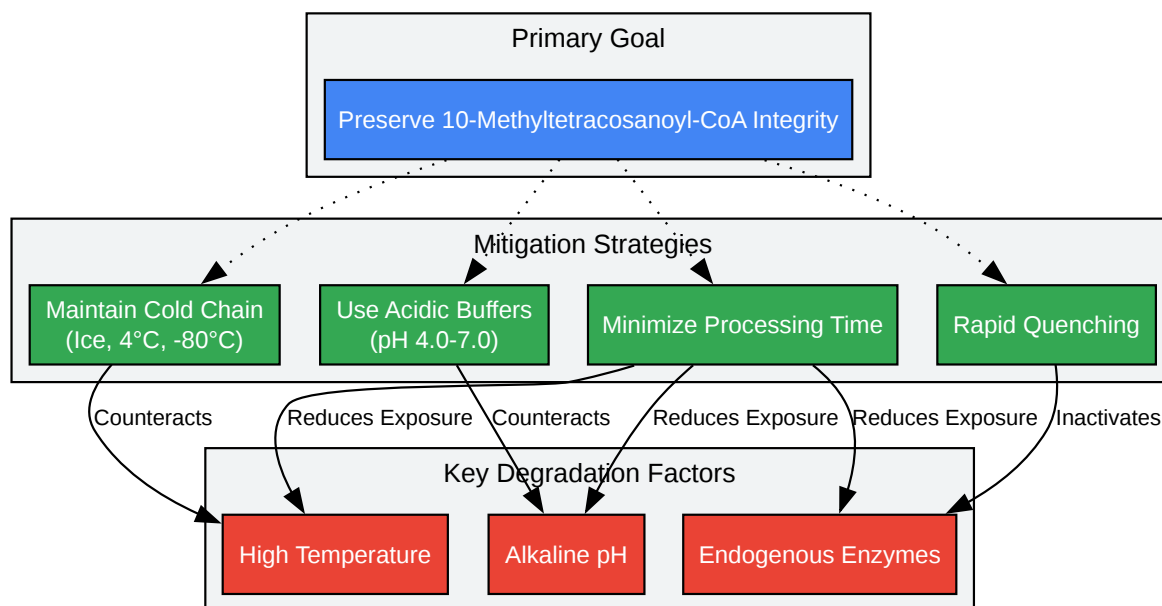 Primary Goal
Preserve 10-Methyltetracosanoyl-CoA Integrity
Mitigation Strategies
Maintain Cold Chain
(Ice, 4°C, -80°C)
Use Acidic Buffers
(pH 4.0-7.0)
Minimize Processing Time
Rapid Quenching
Counteracts
Reduces Exposure
Counteracts
Reduces Exposure
Reduces Exposure
Inactivates
Key Degradation Factors
High Temperature
Alkaline pH
Endogenous Enzymes